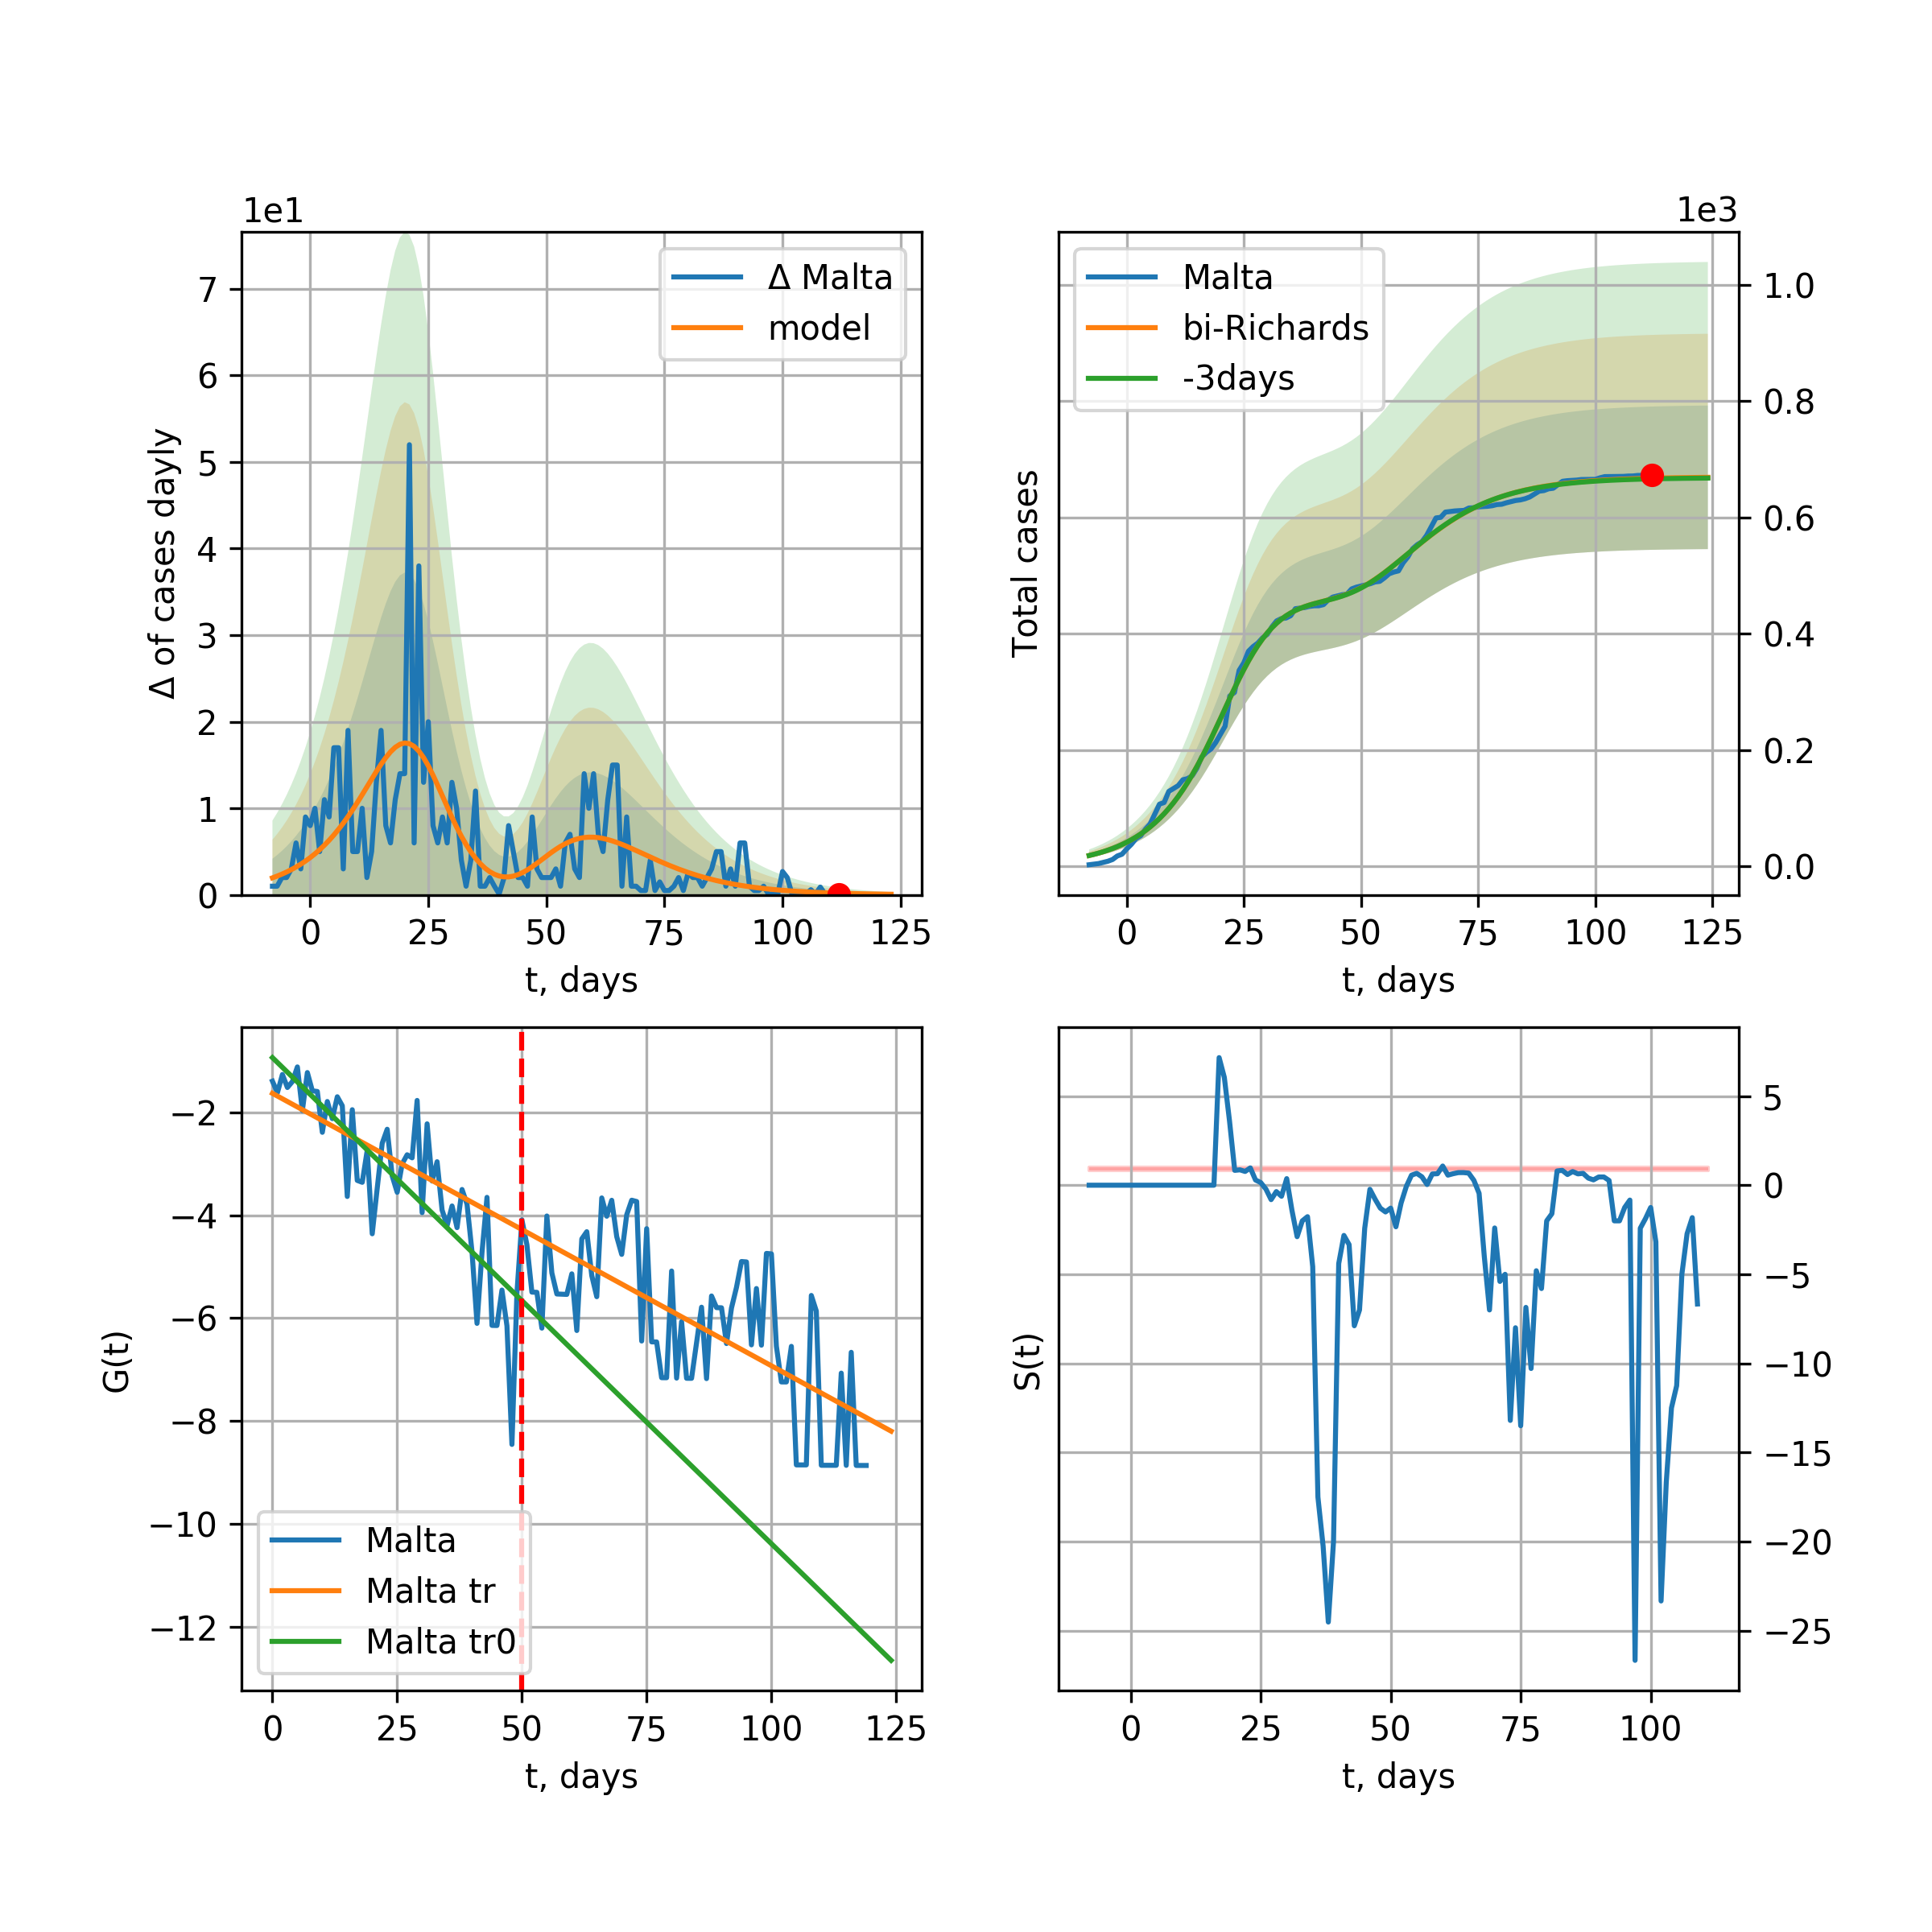 1e1
Δ of cases dayly
7
6
5
4
3
2
1
0
Δ Malta
model
0 25 50 75 100 125
t, days
1e3
Total cases
Malta
bi-Richards
-3days
1.0
0.8
0.6
0.4
0.2
0.0
0 25 50 75 100 125
t, days
G(t)
−2
−4
−6
−8
−10
−12
Malta
Malta tr
Malta tr0
0 25 50 75 100 125
t, days
S(t)
5
0
−5
−10
−15
−20
−25
0 25 50 75 100
t, days